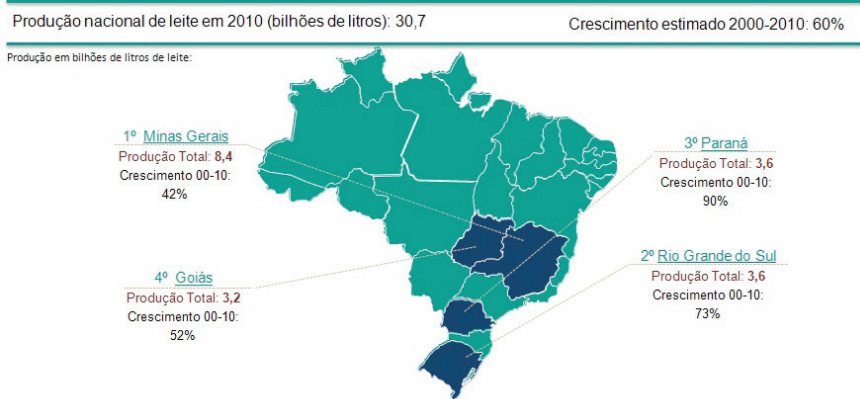 Produção nacional de leite em 2010 (bilhões de litros): 30,7
Crescimento estimado 2000-2010: 60%
Produção em bilhões de litros de leite:
1º Minas Gerais
Produção Total: 8,4
Crescimento 00-10:
42%
3º Paraná
Produção Total: 3,6
Crescimento 00-10:
90%
4º Goiás
Produção Total: 3,2
Crescimento 00-10:
52%
2º Rio Grande do Sul
Produção Total: 3,6
Crescimento 00-10:
73%